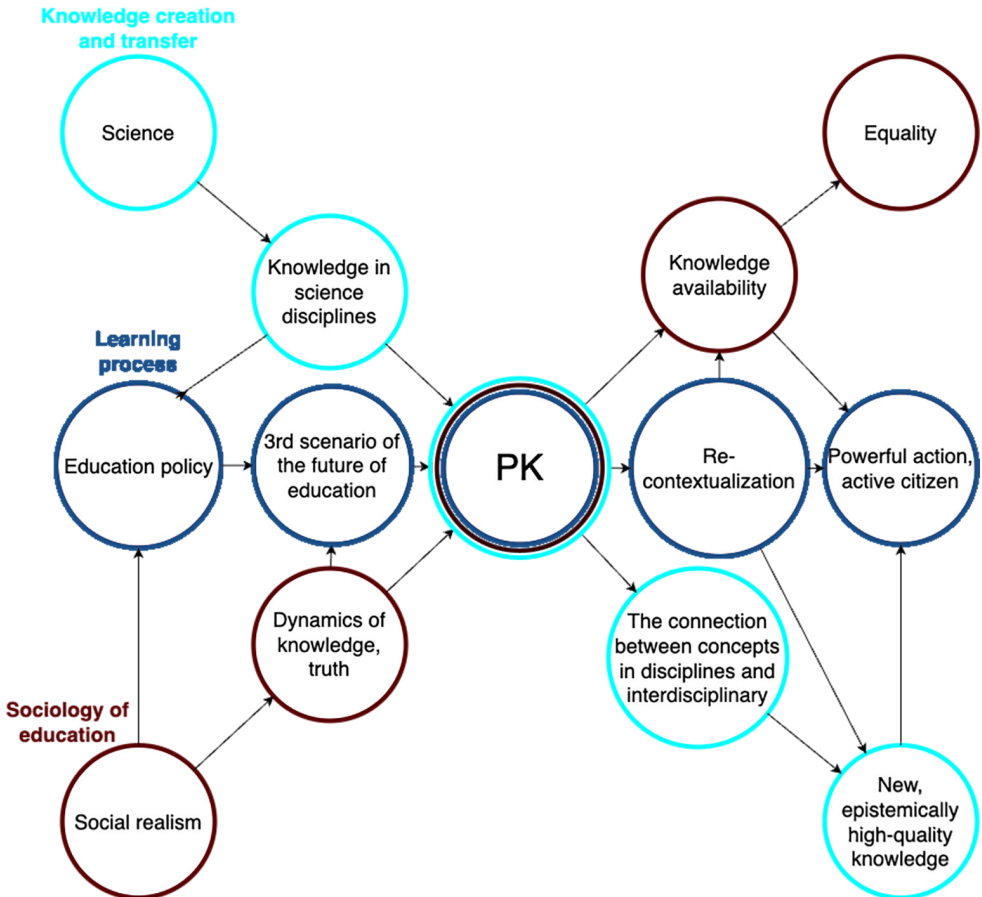 Knowledge creation
and transfer
Science
Equality
Knowledge in
science
disciplines
Knowledge
availability
Learning
process
Education policy
3rd scenario of
the future of
education
PK
Re-
contextualization
Powerful action,
active citizen
Dynamics of
knowledge,
truth
The connection
between concepts
in disciplines and
interdisciplinary
Sociology of
education
Social realism
New,
epistemically
high-quality
knowledge